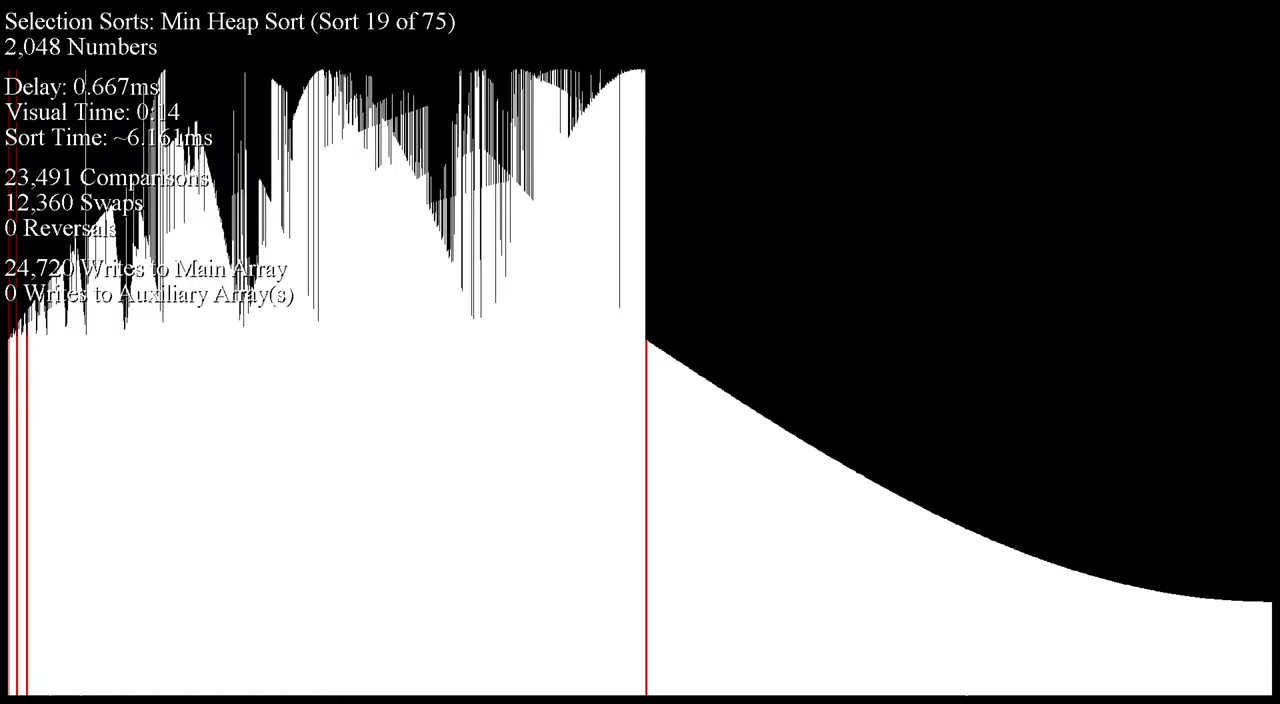 Selection Sorts: Min Heap Sort (Sort 19 of 75)
2,048 Numbers
Delay: 0.667ms
Visual Time: 0:14
Sort Time: ~6.161ms
23,491 Comparisons
12,360 Swaps
0 Reversals
24,720 Writes to Main Array
0 Writes to Auxiliary Array(s)